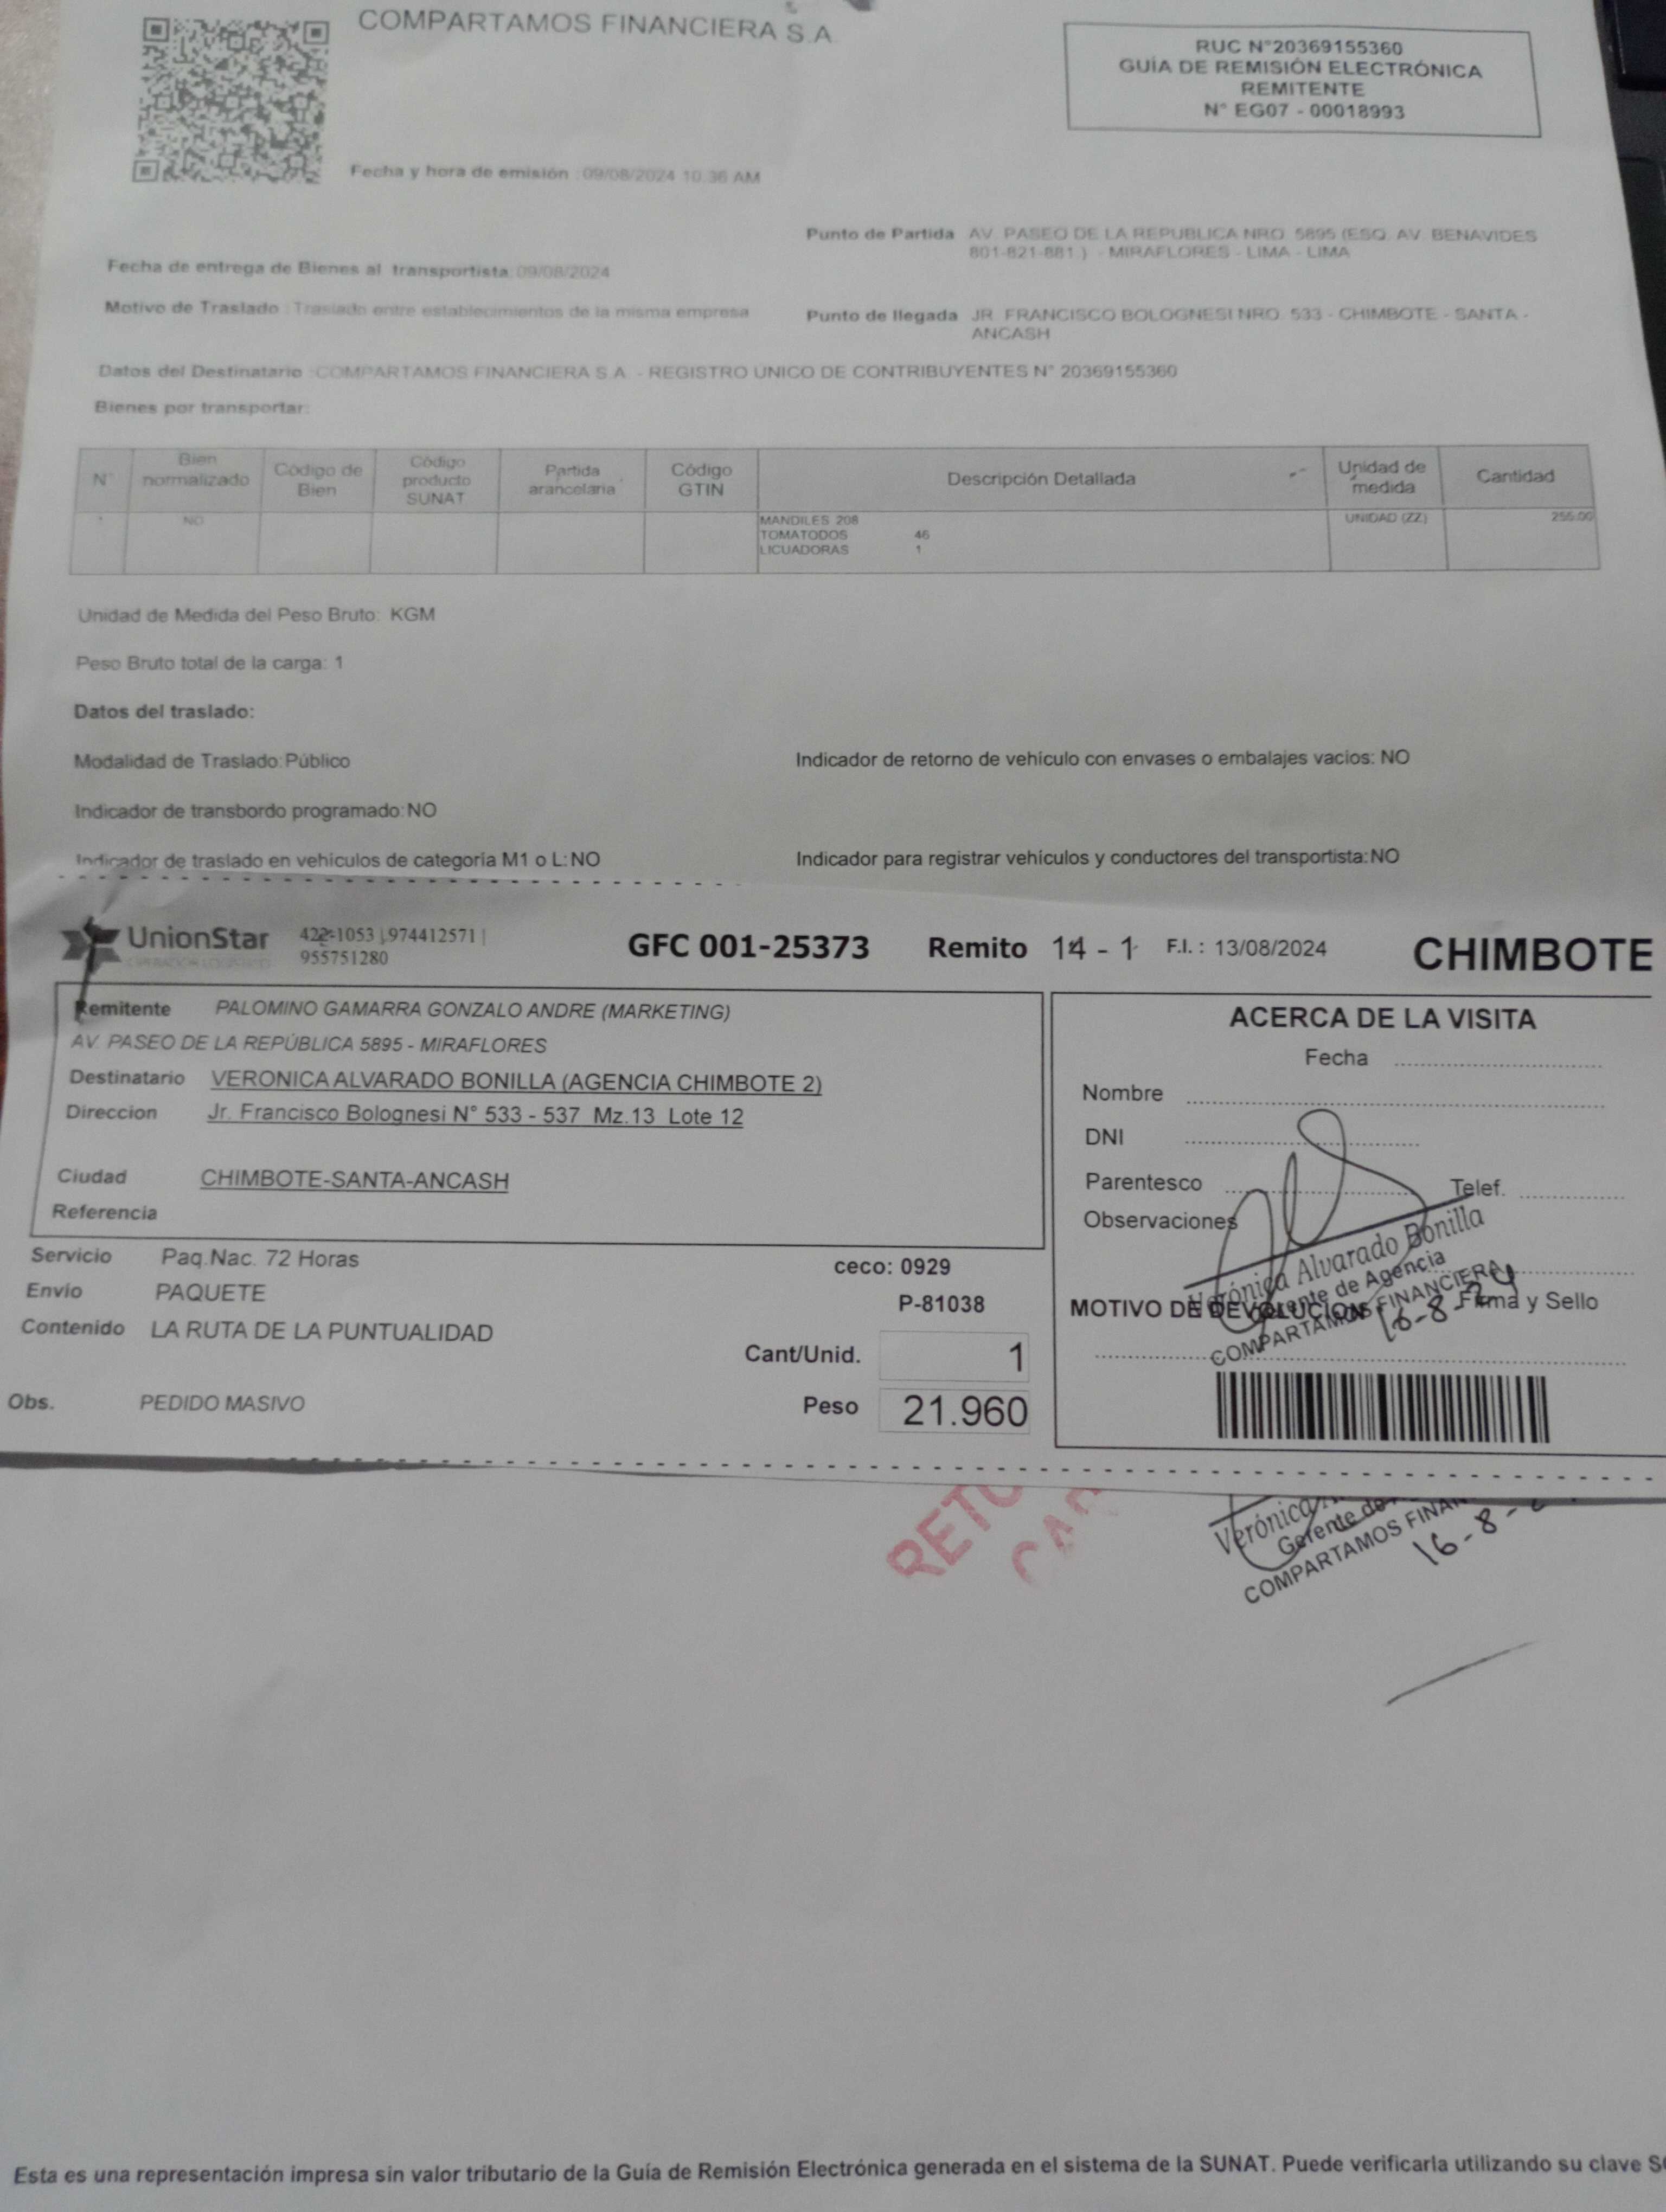 COMPARTAMOS FINANCIERA S.A
RUC N°20369155360
GUÍA DE REMISIÓN ELECTRÓNICA
REMITENTE
N° EG07 - 00018993
Fecha y hora de emisión :09/08/2024 10:36 AM
Punto de Partida AV. PASEO DE LA REPUBLICA NRO. 5895 (ESQ. AV. BENAVIDES
801-821-881.) - MIRAFLORES - LIMA - LIMA
Fecha de entrega de Bienes al transportista:09/08/2024
Motivo de Traslado :Traslado entre establecimientos de la misma empresa
Punto de llegada JR. FRANCISCO BOLOGNESI NRO. 533 - CHIMBOTE - SANTA -
ANCASH
Datos del Destinatario :COMPARTAMOS FINANCIERA S.A. - REGISTRO UNICO DE CONTRIBUYENTES N° 20369155360
Bienes por transportar:
N° Bien normalizado Código de Bien Código producto SUNAT Partida arancelaria Código GTIN Descripción Detallada Unidad de medida Cantidad
1 NO MANDILES 208 UNIDAD (ZZ) 255.00
TOMATODOS 46
LICUADORAS 1
Unidad de Medida del Peso Bruto: KGM
Peso Bruto total de la carga: 1
Datos del traslado:
Modalidad de Traslado:Público
Indicador de retorno de vehículo con envases o embalajes vacios: NO
Indicador de transbordo programado:NO
Indicador de traslado en vehículos de categoría M1 o L:NO
Indicador para registrar vehículos y conductores del transportista:NO
UnionStar
OPERADOR LOGISTICO
422-1053 | 974412571 |
955751280
GFC 001-25373 Remito 14 - 1 F.I. : 13/08/2024 CHIMBOTE
Remitente PALOMINO GAMARRA GONZALO ANDRE (MARKETING)
AV. PASEO DE LA REPÚBLICA 5895 - MIRAFLORES
Destinatario VERONICA ALVARADO BONILLA (AGENCIA CHIMBOTE 2)
Direccion Jr. Francisco Bolognesi N° 533 - 537 Mz.13 Lote 12
Ciudad CHIMBOTE-SANTA-ANCASH
Referencia
Servicio Paq.Nac. 72 Horas
Envío PAQUETE
Contenido LA RUTA DE LA PUNTUALIDAD
Obs. PEDIDO MASIVO
ceco: 0929
P-81038
Cant/Unid. 1
Peso 21.960
ACERCA DE LA VISITA
Fecha
Nombre
DNI
Parentesco Telef.
Observaciones
Verónica Alvarado Bonilla
Gerente de Agencia
COMPARTAMOS FINANCIERA
16-8-24
MOTIVO DE DEVOLUCION Firma y Sello
Verónica
Gerente de
COMPARTAMOS FINAN
16-8-
Esta es una representación impresa sin valor tributario de la Guía de Remisión Electrónica generada en el sistema de la SUNAT. Puede verificarla utilizando su clave